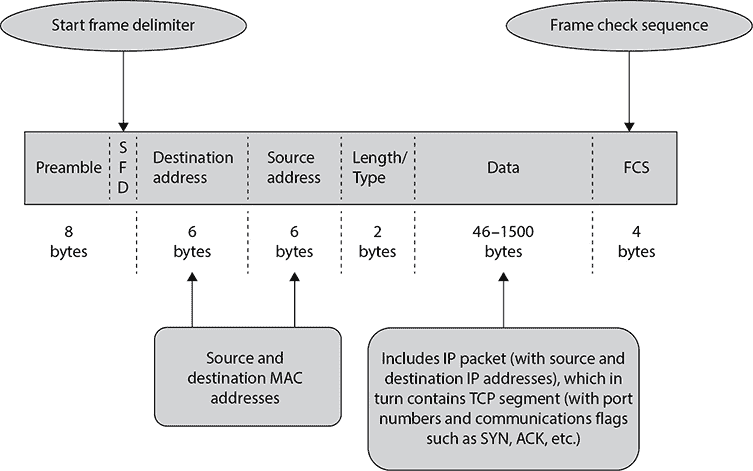 Start frame delimiter
Frame check sequence
Preamble
S
F
D
Destination
address
Source
address
Length/
Type
Data
FCS
8
bytes
6
bytes
6
bytes
2
bytes
46–1500
bytes
4
bytes
Source and
destination MAC
addresses
Includes IP packet (with source and
destination IP addresses), which in
turn contains TCP segment (with port
numbers and communications flags
such as SYN, ACK, etc.)